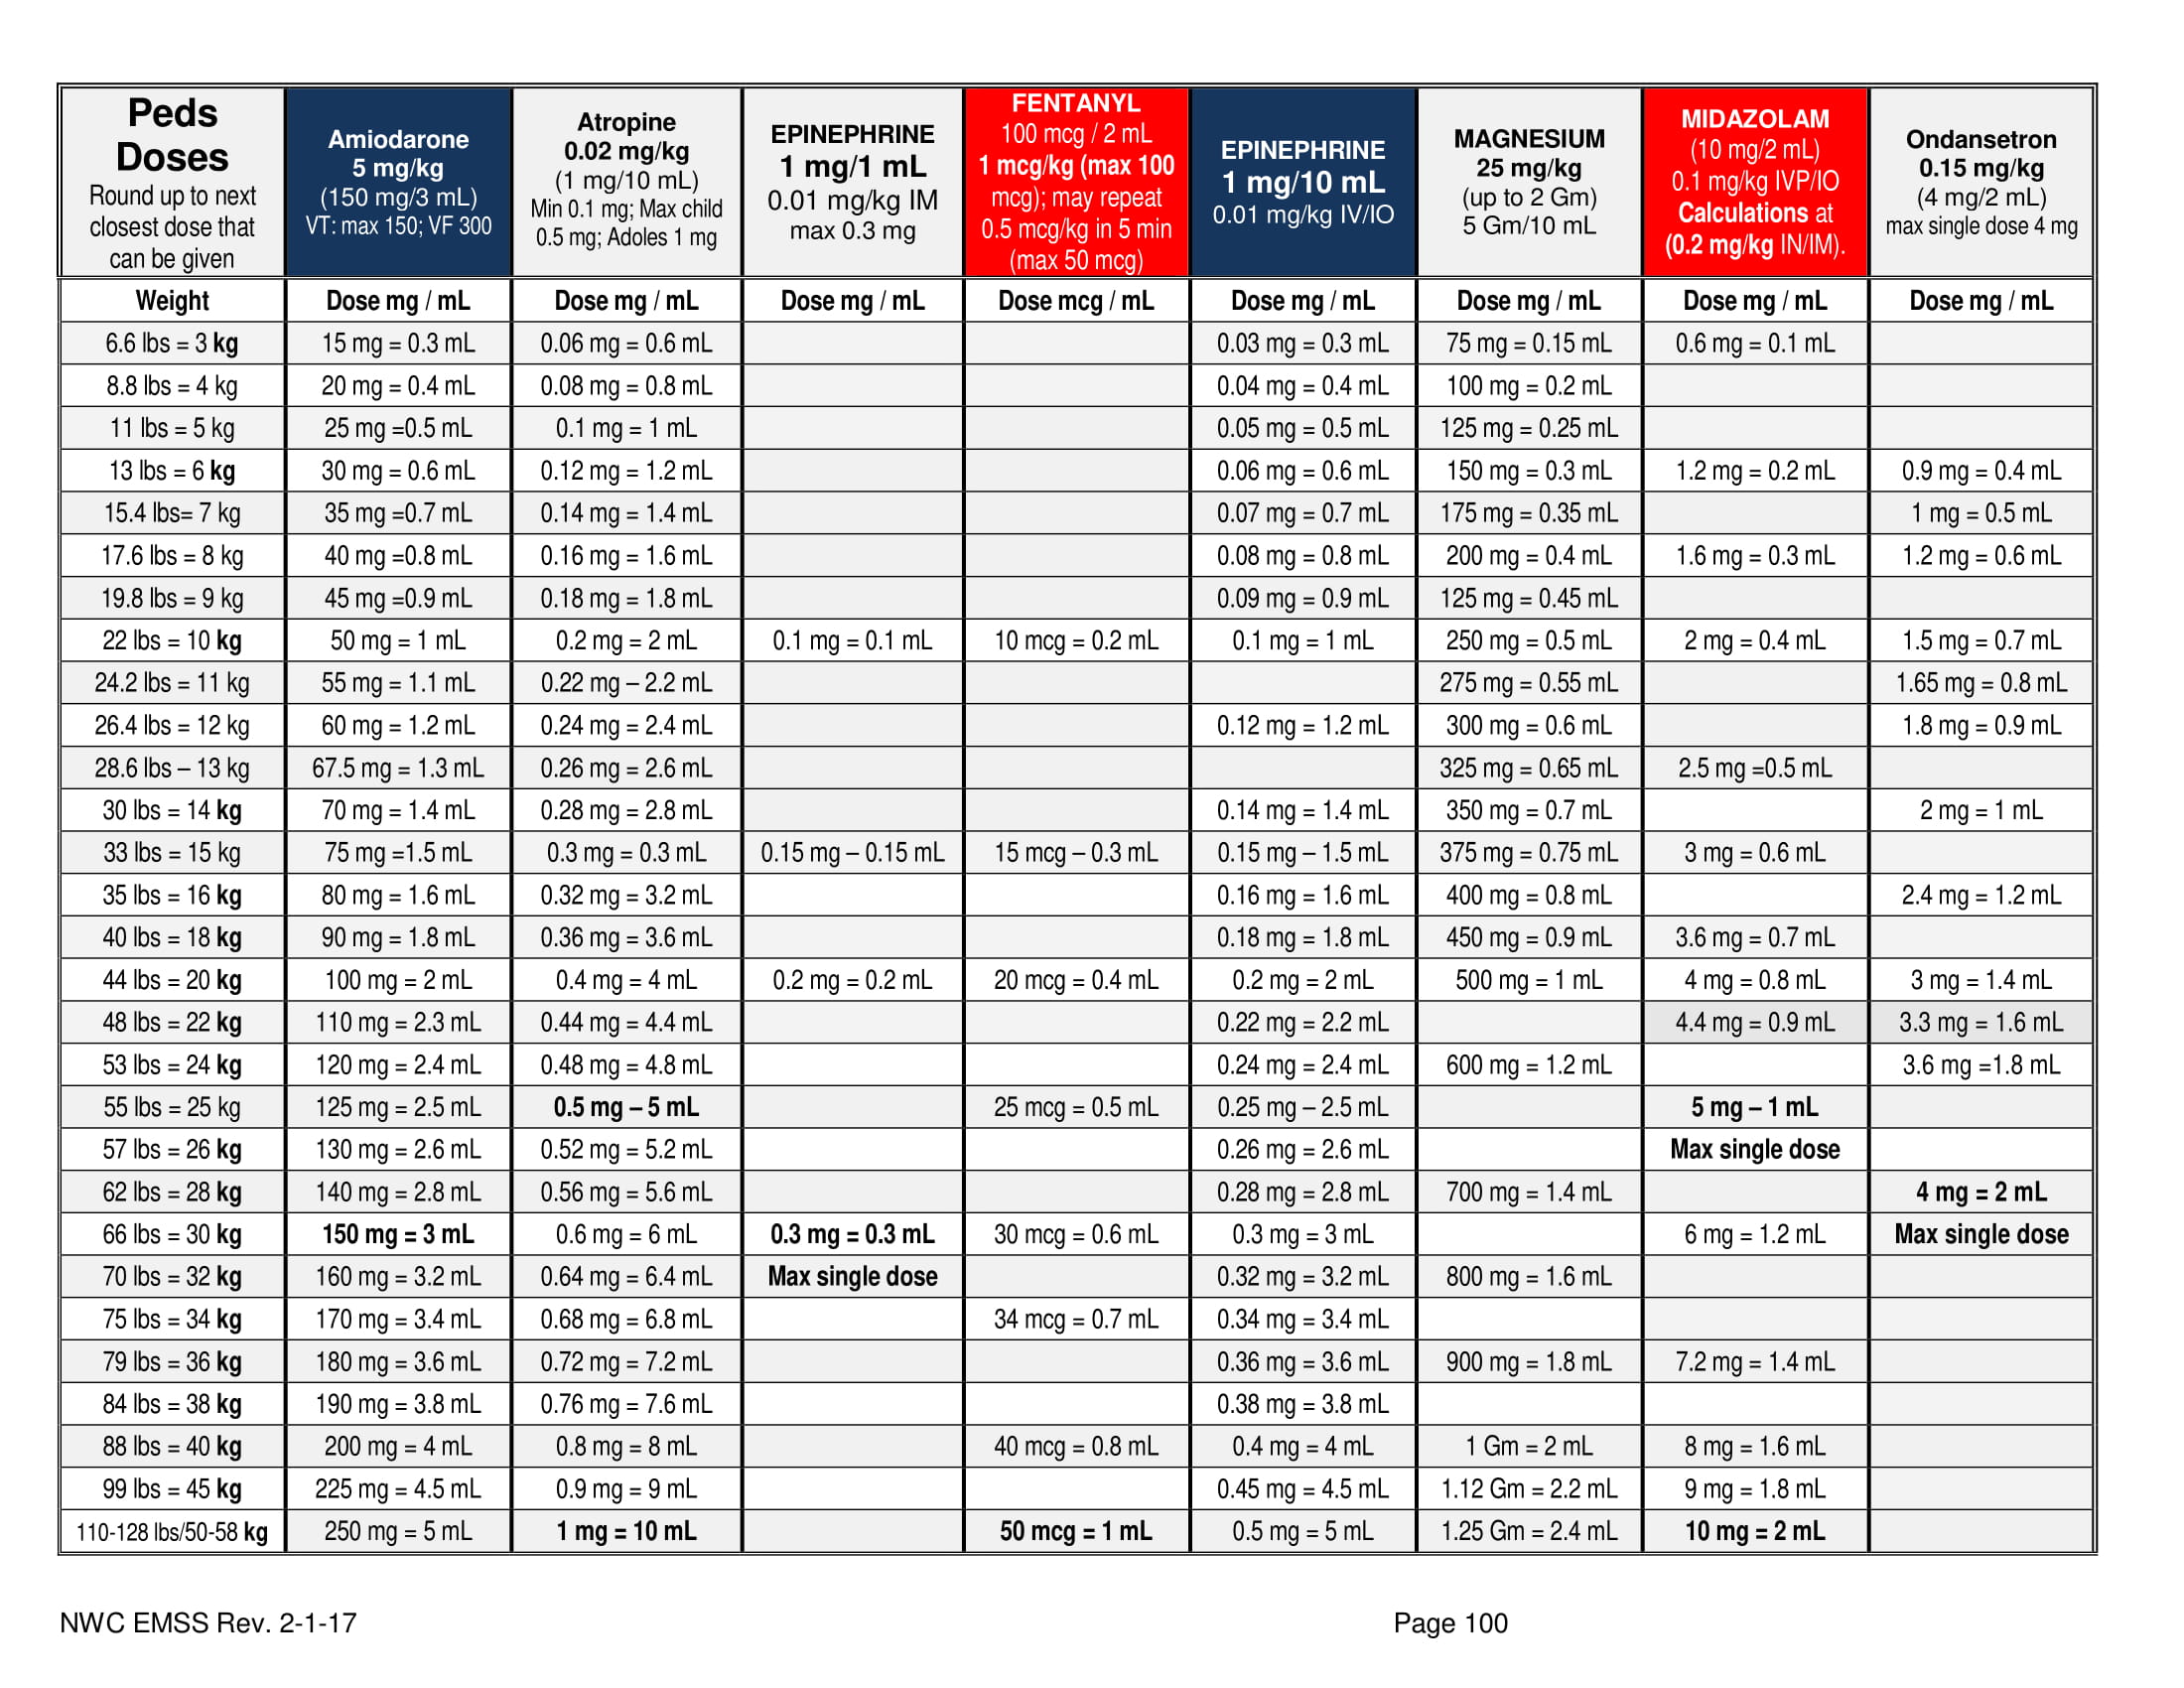 Peds
Doses
Round up to next
closest dose that
can be given
Amiodarone
5 mg/kg
(150 mg/3 mL)
VT: max 150; VF 300
Atropine
0.02 mg/kg
(1 mg/10 mL)
Min 0.1 mg; Max child
0.5 mg; Adoles 1 mg
EPINEPHRINE
1 mg/1 mL
0.01 mg/kg IM
max 0.3 mg
FENTANYL
100 mcg / 2 mL
1 mcg/kg (max 100
mcg); may repeat
0.5 mcg/kg in 5 min
(max 50 mcg)
EPINEPHRINE
1 mg/10 mL
0.01 mg/kg IV/IO
MAGNESIUM
25 mg/kg
(up to 2 Gm)
5 Gm/10 mL
MIDAZOLAM
(10 mg/2 mL)
0.1 mg/kg IVP/IO
Calculations at
(0.2 mg/kg IN/IM).
Ondansetron
0.15 mg/kg
(4 mg/2 mL)
max single dose 4 mg
Weight Dose mg / mL Dose mg / mL Dose mg / mL Dose mcg / mL Dose mg / mL Dose mg / mL Dose mg / mL Dose mg / mL
6.6 lbs = 3 kg 15 mg = 0.3 mL 0.06 mg = 0.6 mL 0.03 mg = 0.3 mL 75 mg = 0.15 mL 0.6 mg = 0.1 mL
8.8 lbs = 4 kg 20 mg = 0.4 mL 0.08 mg = 0.8 mL 0.04 mg = 0.4 mL 100 mg = 0.2 mL
11 lbs = 5 kg 25 mg =0.5 mL 0.1 mg = 1 mL 0.05 mg = 0.5 mL 125 mg = 0.25 mL
13 lbs = 6 kg 30 mg = 0.6 mL 0.12 mg = 1.2 mL 0.06 mg = 0.6 mL 150 mg = 0.3 mL 1.2 mg = 0.2 mL 0.9 mg = 0.4 mL
15.4 lbs= 7 kg 35 mg =0.7 mL 0.14 mg = 1.4 mL 0.07 mg = 0.7 mL 175 mg = 0.35 mL 1 mg = 0.5 mL
17.6 lbs = 8 kg 40 mg =0.8 mL 0.16 mg = 1.6 mL 0.08 mg = 0.8 mL 200 mg = 0.4 mL 1.6 mg = 0.3 mL 1.2 mg = 0.6 mL
19.8 lbs = 9 kg 45 mg =0.9 mL 0.18 mg = 1.8 mL 0.09 mg = 0.9 mL 125 mg = 0.45 mL
22 lbs = 10 kg 50 mg = 1 mL 0.2 mg = 2 mL 0.1 mg = 0.1 mL 10 mcg = 0.2 mL 0.1 mg = 1 mL 250 mg = 0.5 mL 2 mg = 0.4 mL 1.5 mg = 0.7 mL
24.2 lbs = 11 kg 55 mg = 1.1 mL 0.22 mg – 2.2 mL 275 mg = 0.55 mL 1.65 mg = 0.8 mL
26.4 lbs = 12 kg 60 mg = 1.2 mL 0.24 mg = 2.4 mL 0.12 mg = 1.2 mL 300 mg = 0.6 mL 1.8 mg = 0.9 mL
28.6 lbs – 13 kg 67.5 mg = 1.3 mL 0.26 mg = 2.6 mL 325 mg = 0.65 mL 2.5 mg =0.5 mL
30 lbs = 14 kg 70 mg = 1.4 mL 0.28 mg = 2.8 mL 0.14 mg = 1.4 mL 350 mg = 0.7 mL 2 mg = 1 mL
33 lbs = 15 kg 75 mg =1.5 mL 0.3 mg = 0.3 mL 0.15 mg – 0.15 mL 15 mcg – 0.3 mL 0.15 mg – 1.5 mL 375 mg = 0.75 mL 3 mg = 0.6 mL
35 lbs = 16 kg 80 mg = 1.6 mL 0.32 mg = 3.2 mL 0.16 mg = 1.6 mL 400 mg = 0.8 mL 2.4 mg = 1.2 mL
40 lbs = 18 kg 90 mg = 1.8 mL 0.36 mg = 3.6 mL 0.18 mg = 1.8 mL 450 mg = 0.9 mL 3.6 mg = 0.7 mL
44 lbs = 20 kg 100 mg = 2 mL 0.4 mg = 4 mL 0.2 mg = 0.2 mL 20 mcg = 0.4 mL 0.2 mg = 2 mL 500 mg = 1 mL 4 mg = 0.8 mL 3 mg = 1.4 mL
48 lbs = 22 kg 110 mg = 2.3 mL 0.44 mg = 4.4 mL 0.22 mg = 2.2 mL 4.4 mg = 0.9 mL 3.3 mg = 1.6 mL
53 lbs = 24 kg 120 mg = 2.4 mL 0.48 mg = 4.8 mL 0.24 mg = 2.4 mL 600 mg = 1.2 mL 3.6 mg =1.8 mL
55 lbs = 25 kg 125 mg = 2.5 mL 0.5 mg – 5 mL 25 mcg = 0.5 mL 0.25 mg – 2.5 mL 5 mg – 1 mL
57 lbs = 26 kg 130 mg = 2.6 mL 0.52 mg = 5.2 mL 0.26 mg = 2.6 mL Max single dose
62 lbs = 28 kg 140 mg = 2.8 mL 0.56 mg = 5.6 mL 0.28 mg = 2.8 mL 700 mg = 1.4 mL 4 mg = 2 mL
66 lbs = 30 kg 150 mg = 3 mL 0.6 mg = 6 mL 0.3 mg = 0.3 mL 30 mcg = 0.6 mL 0.3 mg = 3 mL 6 mg = 1.2 mL Max single dose
70 lbs = 32 kg 160 mg = 3.2 mL 0.64 mg = 6.4 mL Max single dose 0.32 mg = 3.2 mL 800 mg = 1.6 mL
75 lbs = 34 kg 170 mg = 3.4 mL 0.68 mg = 6.8 mL 34 mcg = 0.7 mL 0.34 mg = 3.4 mL
79 lbs = 36 kg 180 mg = 3.6 mL 0.72 mg = 7.2 mL 0.36 mg = 3.6 mL 900 mg = 1.8 mL 7.2 mg = 1.4 mL
84 lbs = 38 kg 190 mg = 3.8 mL 0.76 mg = 7.6 mL 0.38 mg = 3.8 mL
88 lbs = 40 kg 200 mg = 4 mL 0.8 mg = 8 mL 40 mcg = 0.8 mL 0.4 mg = 4 mL 1 Gm = 2 mL 8 mg = 1.6 mL
99 lbs = 45 kg 225 mg = 4.5 mL 0.9 mg = 9 mL 0.45 mg = 4.5 mL 1.12 Gm = 2.2 mL 9 mg = 1.8 mL
110-128 lbs/50-58 kg 250 mg = 5 mL 1 mg = 10 mL 50 mcg = 1 mL 0.5 mg = 5 mL 1.25 Gm = 2.4 mL 10 mg = 2 mL
NWC EMSS Rev. 2-1-17 Page 100